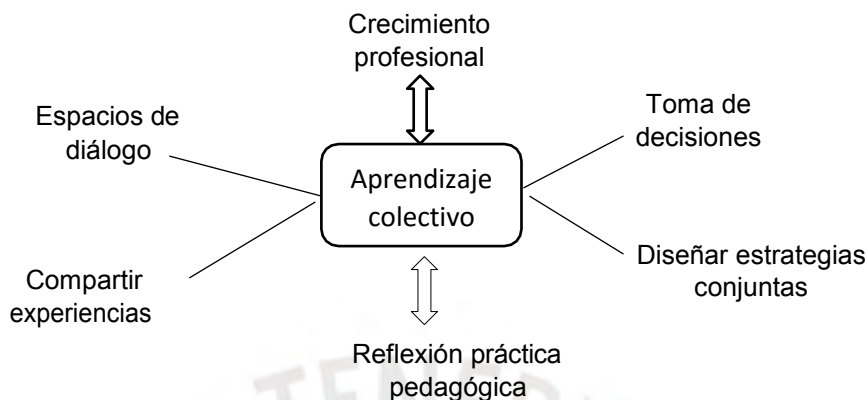 Crecimiento
profesional
Espacios de
diálogo
Toma de
decisiones
Aprendizaje
colectivo
Compartir
experiencias
Diseñar estrategias
conjuntas
Reflexión práctica
pedagógica